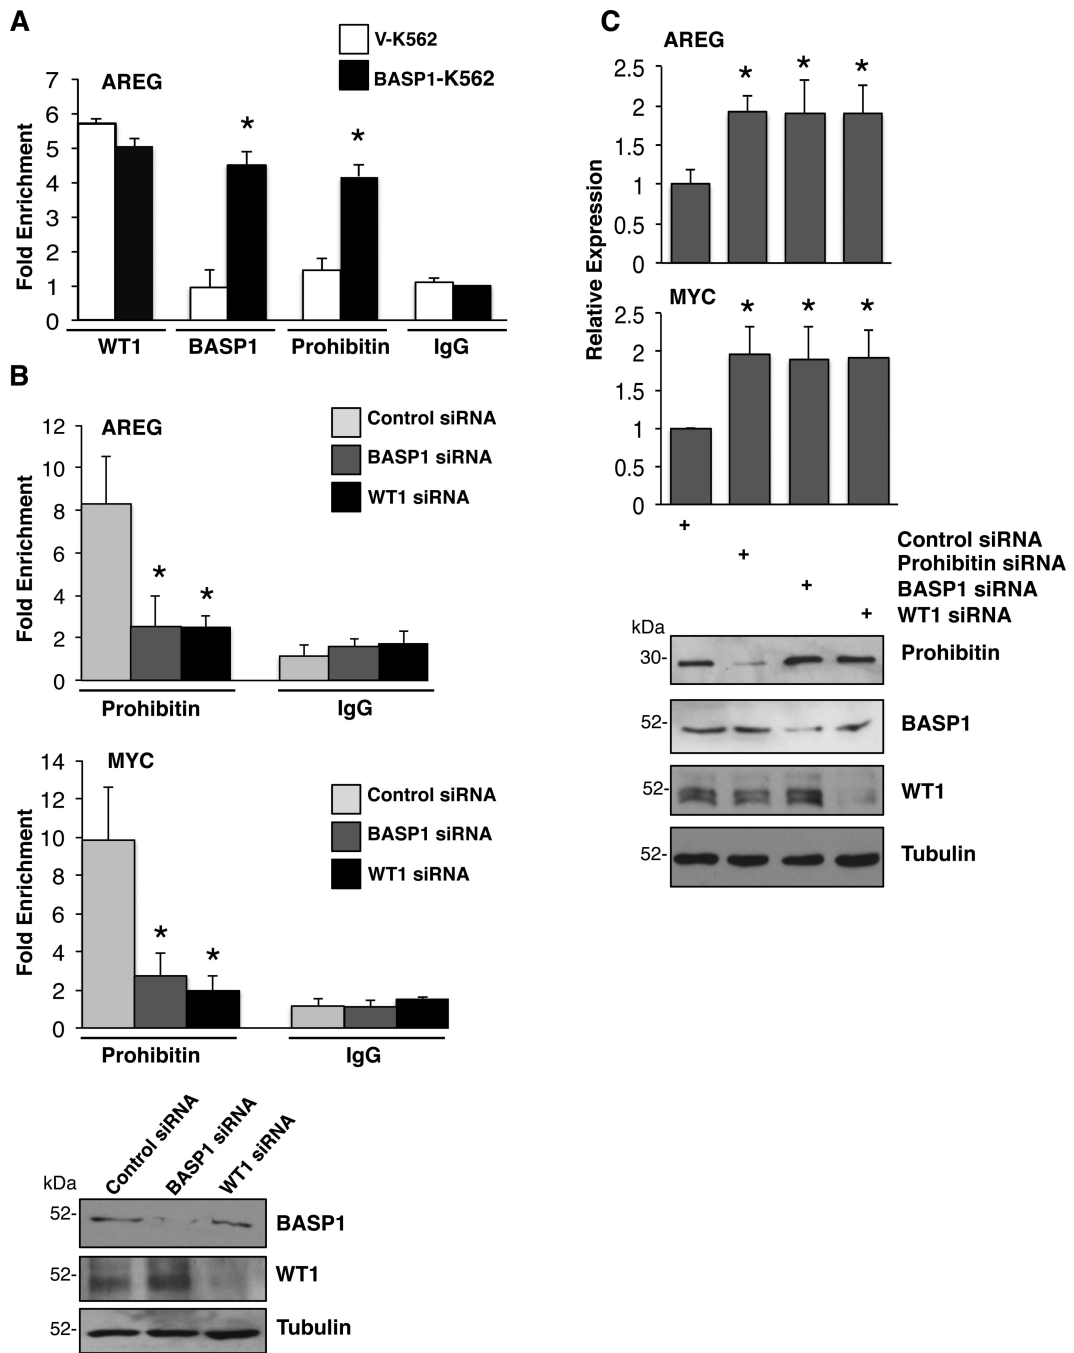 A
V-K562
BASP1-K562
AREG
7
6
5
4
3
2
1
0
Fold Enrichment
*
*
WT1
BASP1
Prohibitin
IgG
B
AREG
Control siRNA
BASP1 siRNA
WT1 siRNA
12
10
8
6
4
2
0
Fold Enrichment
*
*
Prohibitin
IgG
MYC
Control siRNA
BASP1 siRNA
WT1 siRNA
14
12
10
8
6
4
2
0
Fold Enrichment
*
*
Prohibitin
IgG
Control siRNA
BASP1 siRNA
WT1 siRNA
kDa
52-
BASP1
52-
WT1
52-
Tubulin
C
AREG
2.5
2
1.5
1
0.5
0
* * *
Relative Expression
MYC
2.5
2
1.5
1
0.5
0
* * *
+ Control siRNA
+ Prohibitin siRNA
+ BASP1 siRNA
+ WT1 siRNA
kDa
30-
Prohibitin
52-
BASP1
52-
WT1
52-
Tubulin